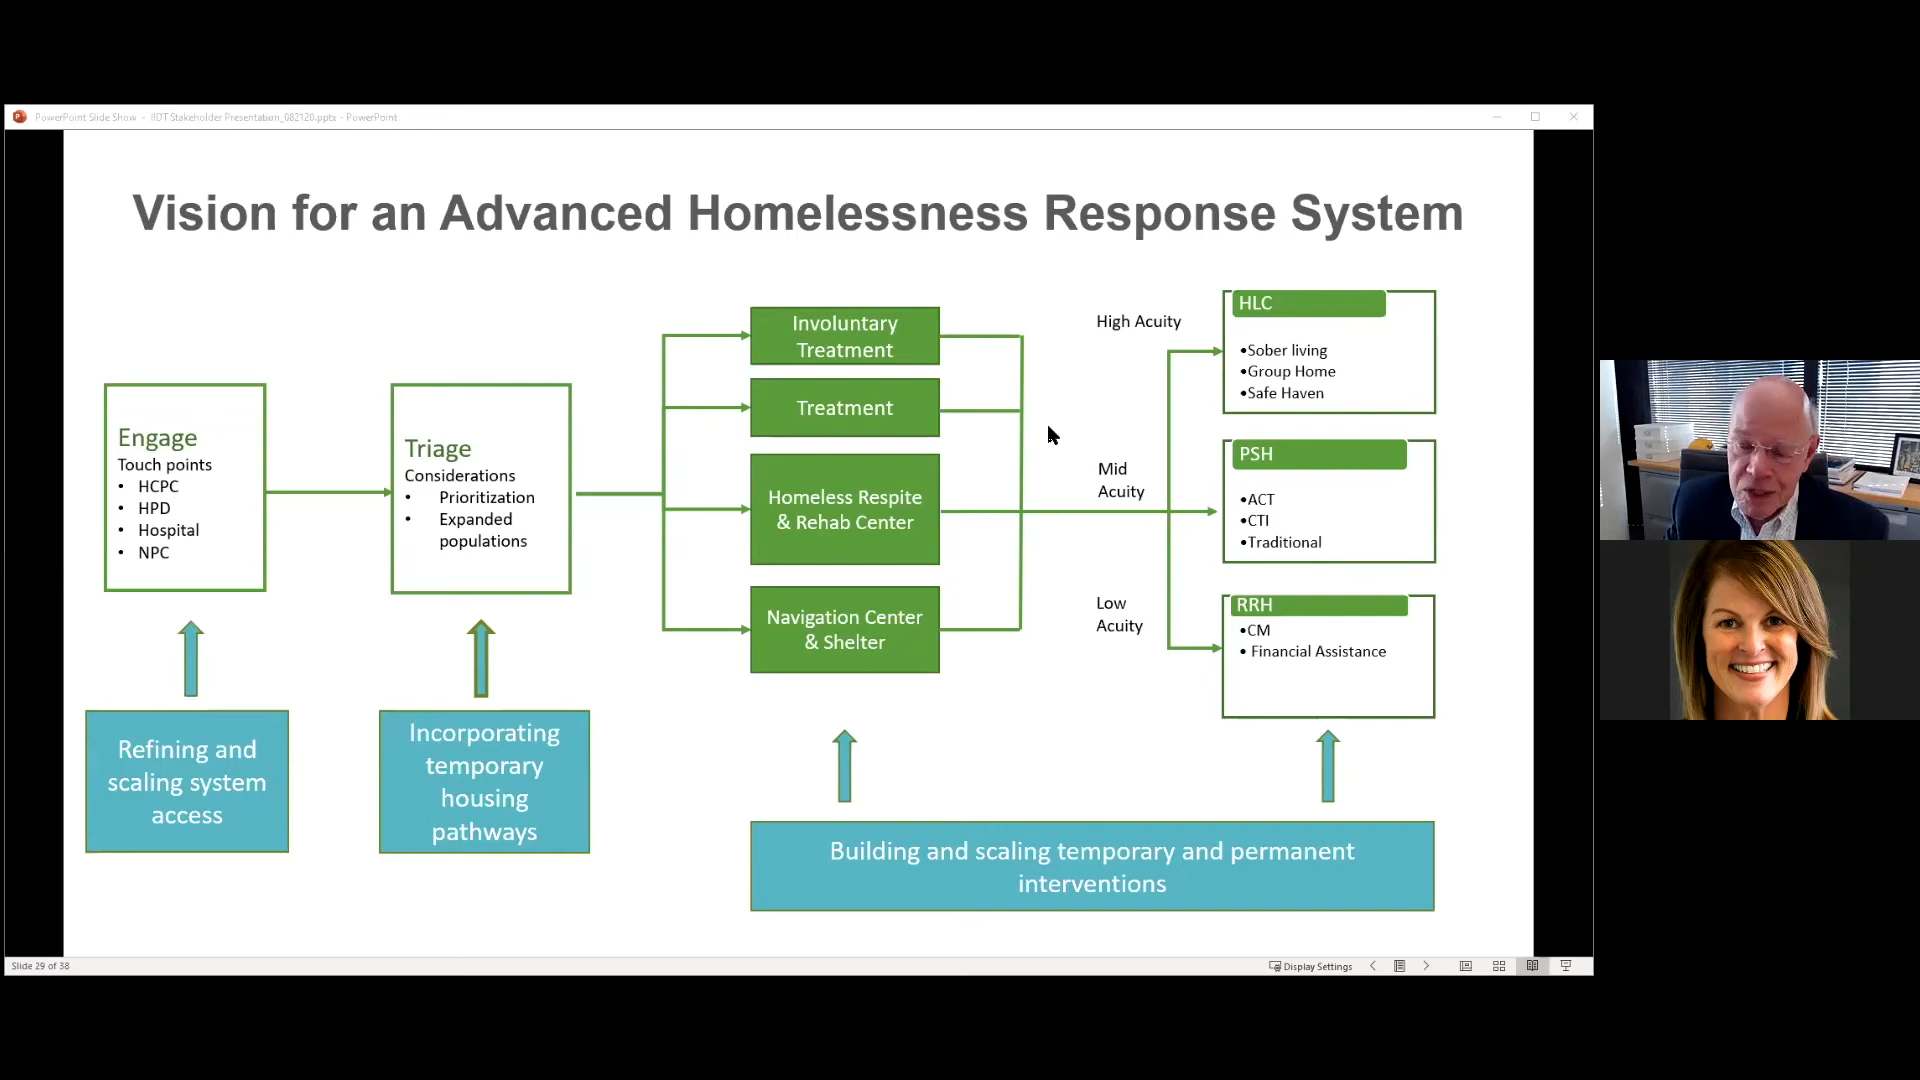 PowerPoint Slide Show - IIDT Stakeholder Presentation_082120.pptx - PowerPoint
Vision for an Advanced Homelessness Response System
Engage
Touch points
• HCPC
• HPD
• Hospital
• NPC
Triage
Considerations
• Prioritization
• Expanded
populations
Involuntary
Treatment
Treatment
Homeless Respite
& Rehab Center
Navigation Center
& Shelter
High Acuity
Mid
Acuity
Low
Acuity
HLC
•Sober living
•Group Home
•Safe Haven
PSH
•ACT
•CTI
•Traditional
RRH
•CM
• Financial Assistance
Refining and
scaling system
access
Incorporating
temporary
housing
pathways
Building and scaling temporary and permanent
interventions
Slide 29 of 38
Display Settings